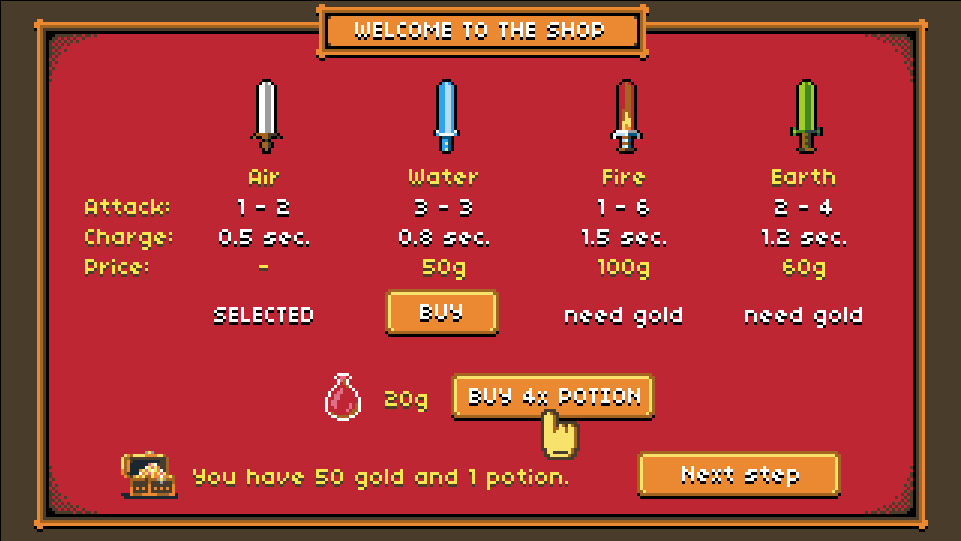 WELCOME TO THE SHOP
Air Water Fire Earth
Attack: 1 - 2 3 - 3 1 - 6 2 - 4
Charge: 0.5 sec. 0.8 sec. 1.5 sec. 1.2 sec.
Price: - 50g 100g 60g
SELECTED BUY need gold need gold
20g BUY 4x POTION
You have 50 gold and 1 potion. Next step